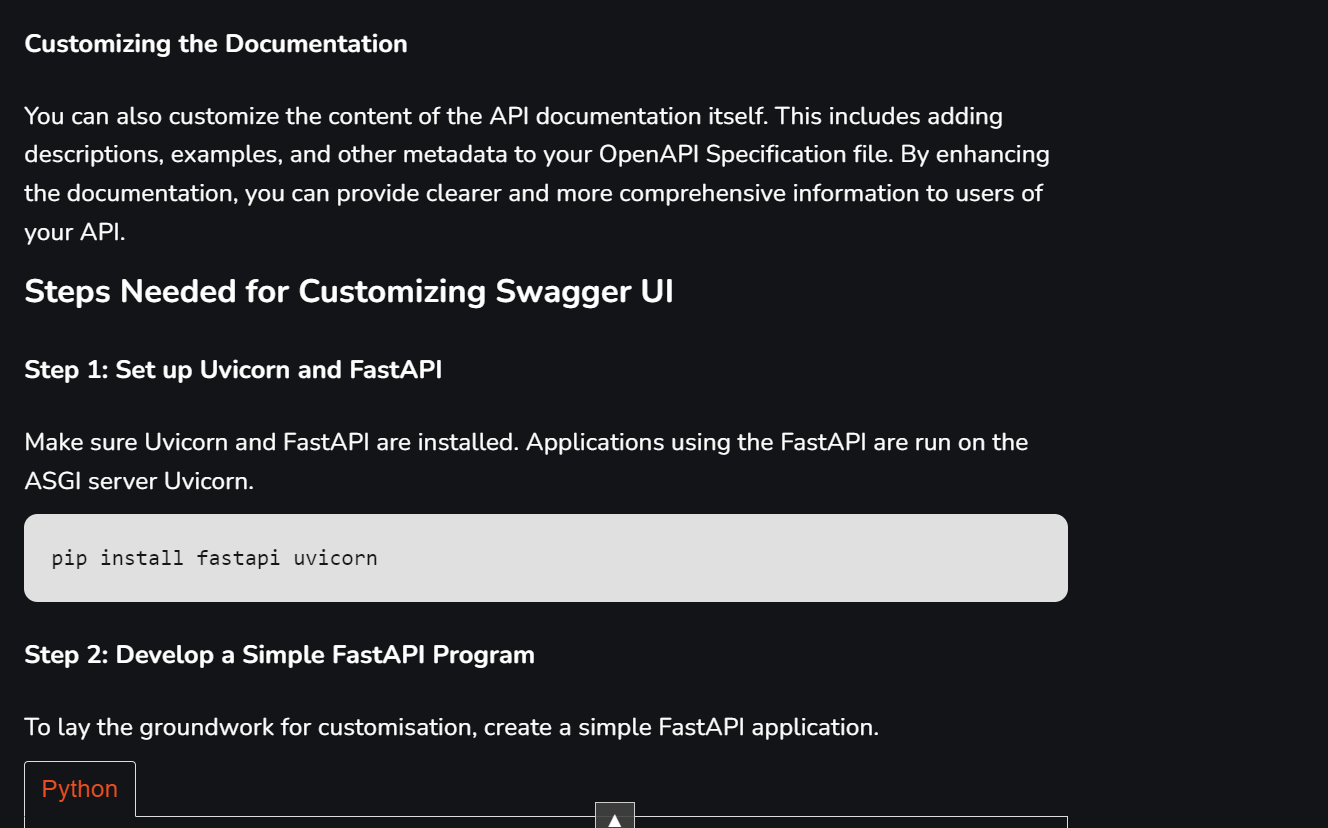 Customizing the Documentation
You can also customize the content of the API documentation itself. This includes adding
descriptions, examples, and other metadata to your OpenAPI Specification file. By enhancing
the documentation, you can provide clearer and more comprehensive information to users of
your API.
Steps Needed for Customizing Swagger UI
Step 1: Set up Uvicorn and FastAPI
Make sure Uvicorn and FastAPI are installed. Applications using the FastAPI are run on the
ASGI server Uvicorn.
pip install fastapi uvicorn
Step 2: Develop a Simple FastAPI Program
To lay the groundwork for customisation, create a simple FastAPI application.
Python